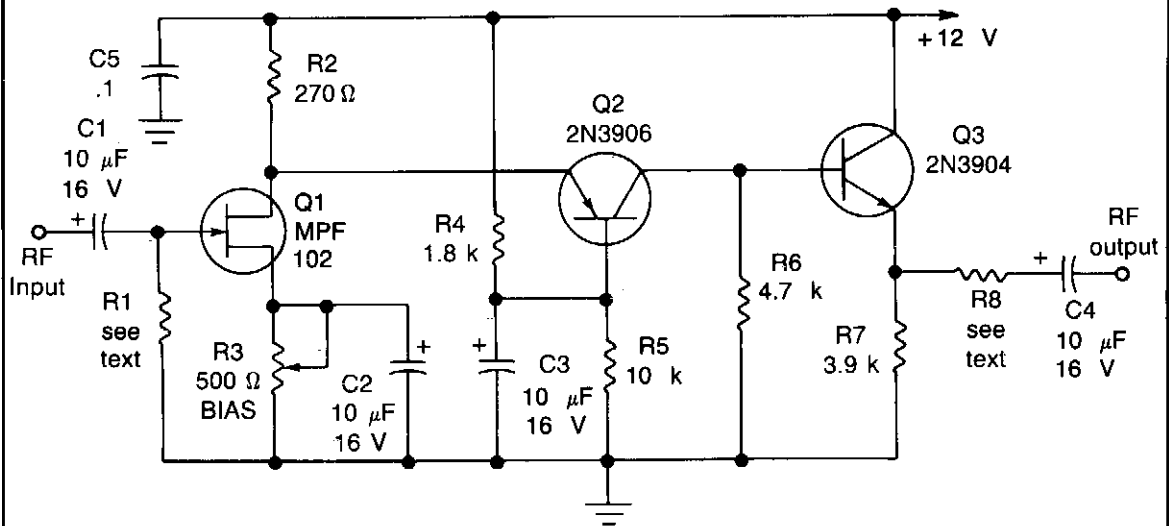 C5
.1
C1
10 µF
16 V
+
RF
Input
R1
see
text
R2
270 Ω
Q1
MPF
102
R3
500 Ω
BIAS
+
C2
10 µF
16 V
R4
1.8 k
+
C3
10 µF
16 V
Q2
2N3906
R5
10 k
R6
4.7 k
+12 V
Q3
2N3904
R7
3.9 k
R8
see
text
+
C4
10 µF
16 V
RF
output